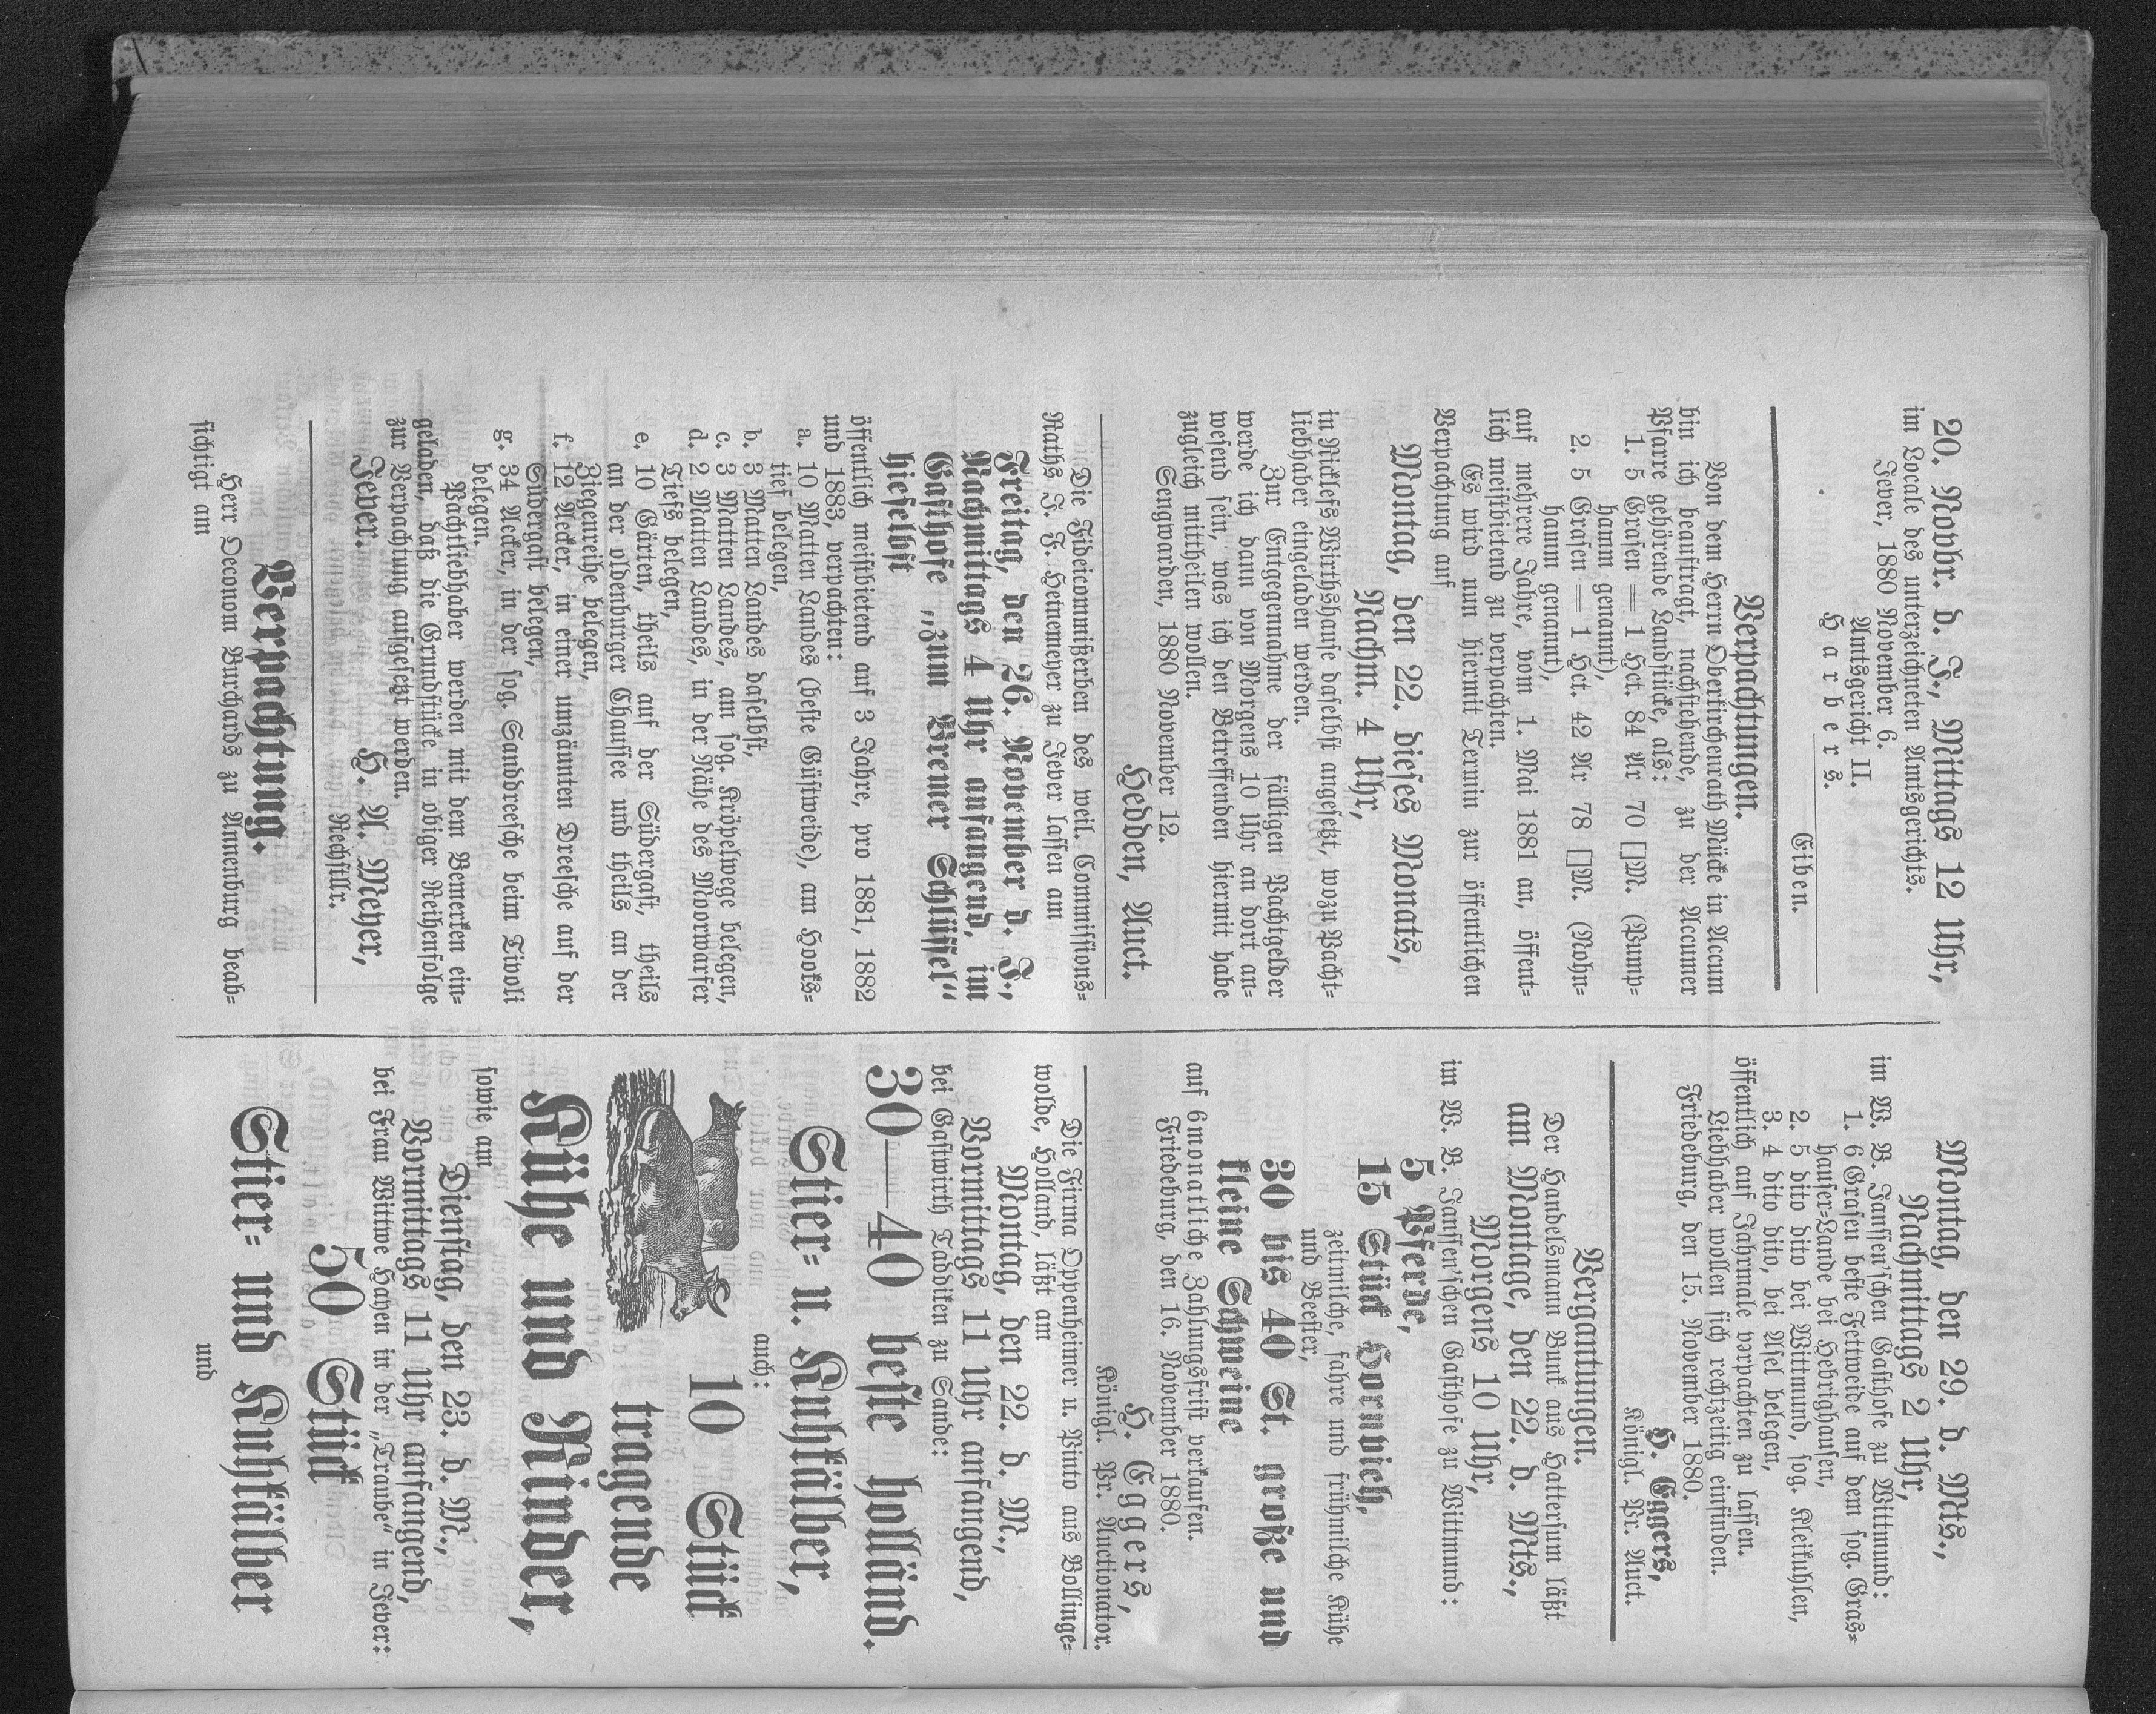 20. Novbr. d. J., Mittags 12 Uhr,
im Locale des unterzeichneten Amtsgerichts.
Jever, 1880 November 6.
Amtsgericht II.
Harbers.
Eiben.
Verpachtungen.
Von dem Herrn Oberkirchenrath Mücke in Accum
bin ich beauftragt, nachstehende, zu der Accumer
Pfarre gehörende Landstücke, als:
1. 5 Grasen = 1 Het. 84 Ar 70 □M. (Pump-
hamm genannt),
2. 5 Grasen = 1 Het. 42 Ar 78 □M. (Rohn-
hamm genannt),
auf mehrere Jahre, vom 1. Mai 1881 an, öffent-
lich meistbietend zu verpachten.
Es wird nun hiermit Termin zur öffentlichen
Verpachtung auf
Montag, den 22. dieses Monats,
Nachm. 4 Uhr,
in Nicklefs Wirthshause daselbst angesetzt, wozu Pacht-
liebhaber eingeladen werden.
Zur Entgegennahme der fälligen Pachtgelder
werde ich dann von Morgens 10 Uhr an dort an-
wesend sein, was ich den Betreffenden hiermit habe
zugleich mittheilen wollen.
Sengwarden, 1880 November 12.
Hedden, Auct.
Die Fideicommißerben des weil. Commissions-
Raths J. F. Heinemeyer zu Jever lassen am
Freitag, den 26. November d. J.,
Nachmittags 4 Uhr anfangend, im
Gasthofe „zum Bremer Schlüssel“
hieselbst
öffentlich meistbietend auf 3 Jahre, pro 1881, 1882
und 1883, verpachten:
a. 10 Matten Landes (beste Güstweide), am Hooks-
tief belegen,
b. 3 Matten Landes daselbst,
c. 3 Matten Landes, am sog. Kröpelwege belegen,
d. 2 Matten Landes, in der Nähe des Moorwarfer
Tiefs belegen,
e. 10 Gärten, theils auf der Südergast, theils
an der oldenburger Chaussee und theils an der
Ziegenreihe belegen,
f. 12 Aecker, in einer umzäunten Dreesche auf der
Südergast belegen,
g. 34 Aecker, in der sog. Sanddreesche beim Tivoli
belegen.
Pachtliebhaber werden mit dem Bemerken ein-
geladen, daß die Grundstücke in obiger Reihenfolge
zur Verpachtung aufgesetzt werden.
Jever. H. A. Meyer,
Rechstllr.
Verpachtung.
Herr Oeconom Burchards zu Annenburg beab-
sichtigt am
Montag, den 29. d. Mts.,
Nachmittags 2 Uhr,
im W. B. Janssen'schen Gasthofe zu Wittmund:
1. 6 Grasen beste Fettweide auf dem sog. Gras-
hauser-Lande bei Hebrighausen,
2. 5 dito dito bei Wittmund, sog. Kleikuhlen,
3. 4 dito dito, bei Asel belegen,
öffentlich auf Jahrmale verpachten zu lassen.
Liebhaber wollen sich rechtzeitig einfinden.
Friedeburg, den 15. November 1880.
H. Eggers,
Königl. Pr. Auct.
Vergantungen.
Der Handelsmann Bunk aus Hattersum läßt
am Montage, den 22. d. Mts.,
Morgens 10 Uhr,
im W. B. Janssen'schen Gasthofe zu Wittmund:
5 Pferde,
15 Stück Hornvieh,
zeitmilche, fahre und frühmilche Kühe
und Beester,
30 bis 40 St. große und
kleine Schweine
auf 6monatliche Zahlungsfrist verkaufen.
Friedeburg, den 16. November 1880.
H. Eggers,
Königl. Pr. Auctionator.
Die Firma Oppenheimer u. Pinto aus Bollinge-
wolde, Holland, läßt am
Montag, den 22. d. M.,
Vormittags 11 Uhr anfangend,
bei Gastwirth Taddiken zu Sande:
30—40 beste holländ.
Stier- u. Kuhkälber,
auch:
10 Stück
tragende
Kühe und Rinder,
sowie am
Dienstag, den 23. d. M.,
Vormittags 11 Uhr anfangend,
bei Frau Wittwe Hayen in der „Traube“ in Jever:
50 Stück
Stier- und Kuhkälber
und